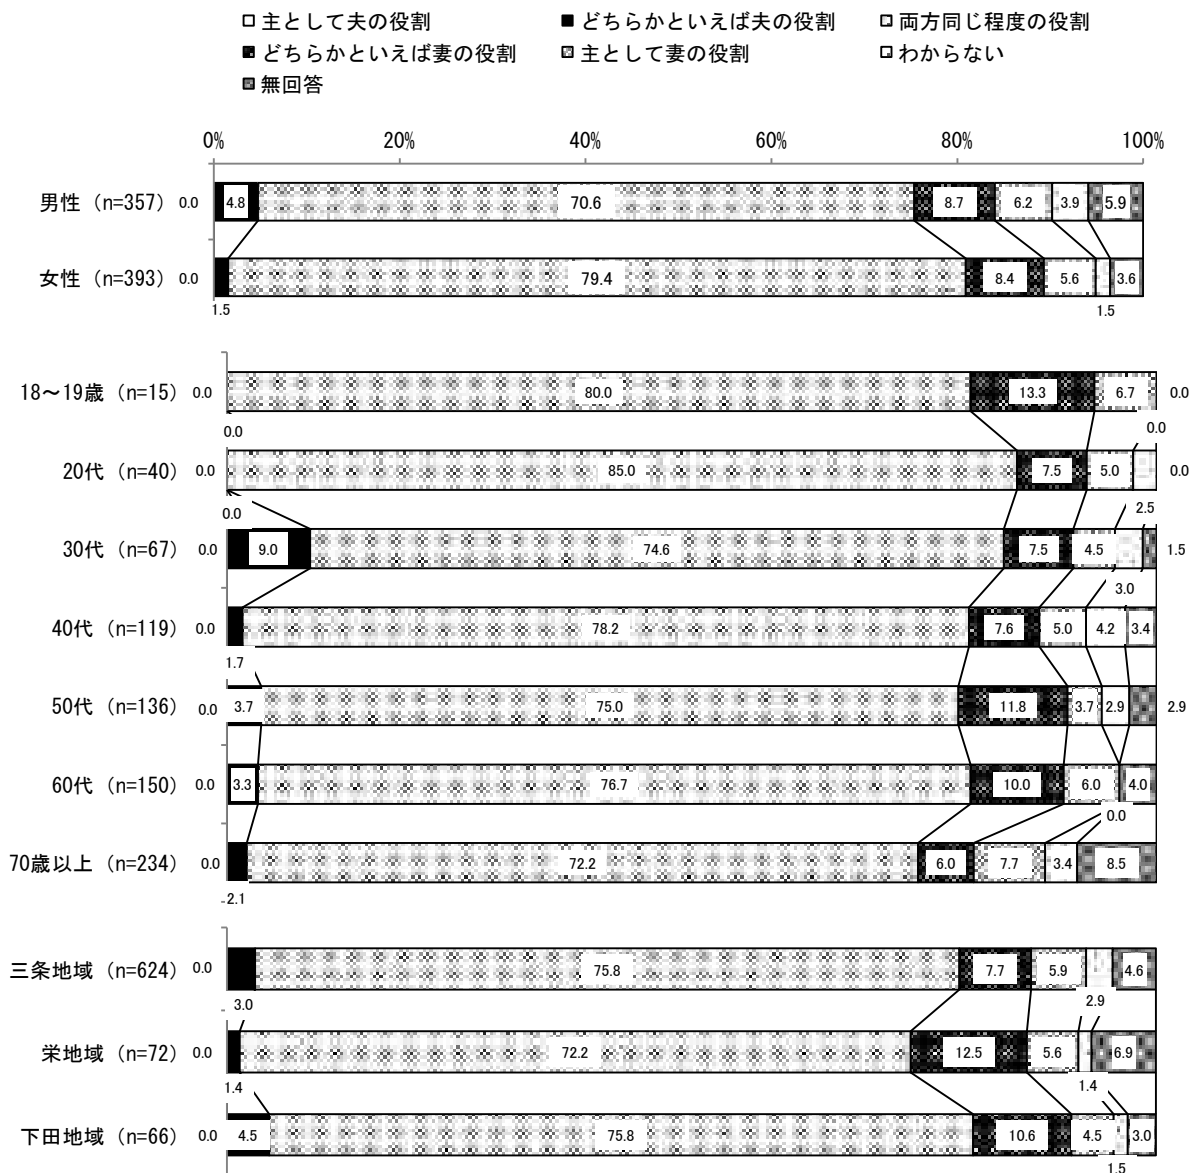 主として夫の役割 どちらかといえば夫の役割 両方同じ程度の役割
どちらかといえば妻の役割 主として妻の役割 わからない
無回答
0% 20% 40% 60% 80% 100%
男性 (n=357) 0.0 4.8 70.6 8.7 6.2 3.9 5.9
女性 (n=393) 0.0 79.4 8.4 5.6 3.6
1.5 1.5
18～19歳 (n=15) 0.0 80.0 13.3 6.7 0.0
0.0 0.0
20代 (n=40) 0.0 85.0 7.5 5.0 0.0
0.0 2.5
30代 (n=67) 0.0 9.0 74.6 7.5 4.5 1.5
3.0
40代 (n=119) 0.0 78.2 7.6 5.0 4.2 3.4
1.7
50代 (n=136) 0.0 3.7 75.0 11.8 3.7 2.9 2.9
60代 (n=150) 0.0 3.3 76.7 10.0 6.0 4.0
0.0
70歳以上 (n=234) 0.0 72.2 6.0 7.7 3.4 8.5
2.1
三条地域 (n=624) 0.0 75.8 7.7 5.9 4.6
3.0 2.9
栄地域 (n=72) 0.0 72.2 12.5 5.6 6.9
1.4 1.4
下田地域 (n=66) 0.0 4.5 75.8 10.6 4.5 3.0
1.5